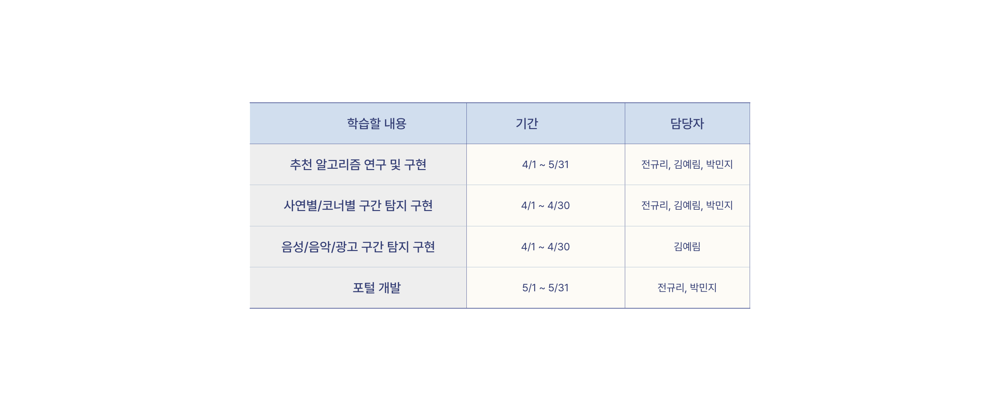 학습할 내용 기간 담당자
추천 알고리즘 연구 및 구현 4/1 ~ 5/31 전규리, 김예림, 박민지
사연별/코너별 구간 탐지 구현 4/1 ~ 4/30 전규리, 김예림, 박민지
음성/음악/광고 구간 탐지 구현 4/1 ~ 4/30 김예림
포털 개발 5/1 ~ 5/31 전규리, 박민지